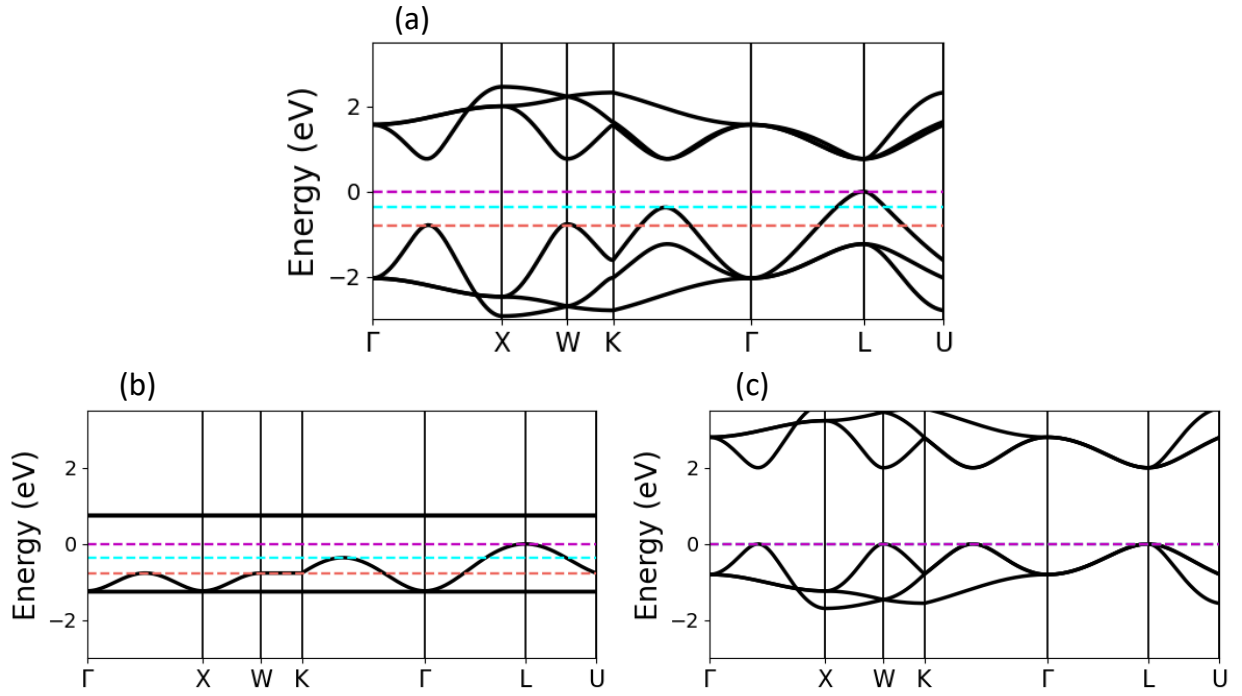 (a)
Energy (eV)
2
0
−2
Γ X W K Γ L U
(b)
Energy (eV)
2
0
−2
Γ X W K Γ L U
(c)
Energy (eV)
2
0
−2
Γ X W K Γ L U